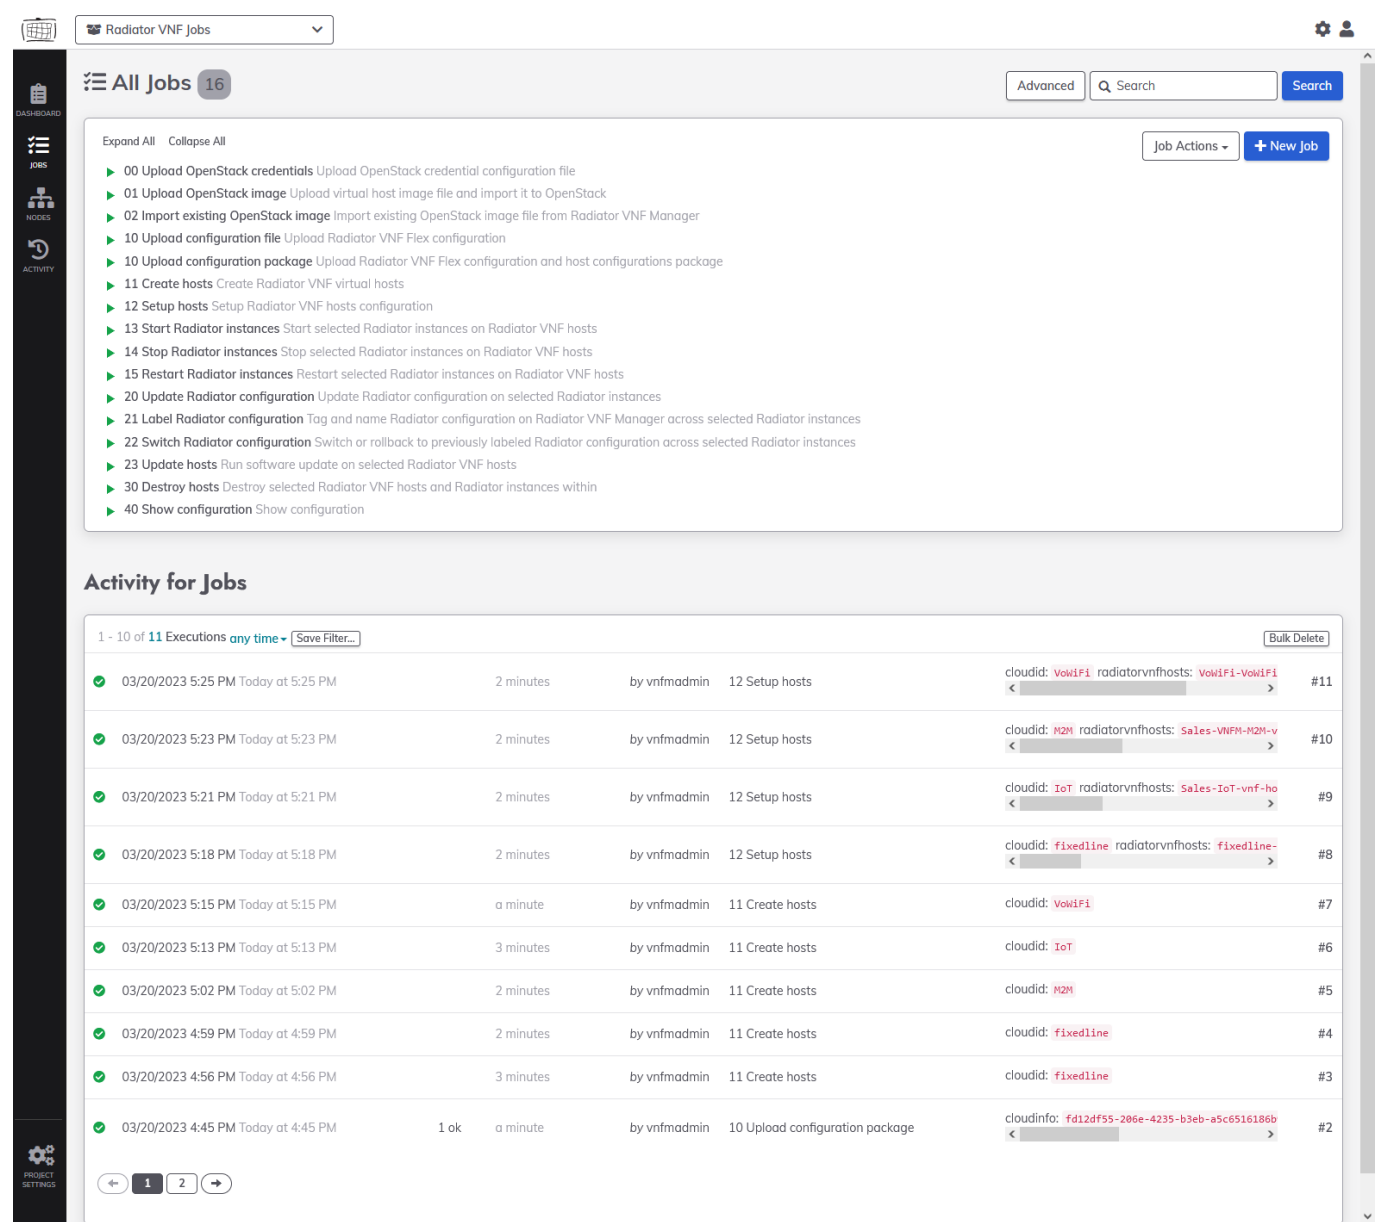 Radiator VNF Jobs
DASHBOARD
JOBS
NODES
ACTIVITY
PROJECT
SETTINGS
All Jobs 16
Advanced Search Search
Expand All Collapse All Job Actions New Job
00 Upload OpenStack credentials Upload OpenStack credential configuration file
01 Upload OpenStack image Upload virtual host image file and import it to OpenStack
02 Import existing OpenStack image Import existing OpenStack image file from Radiator VNF Manager
10 Upload configuration file Upload Radiator VNF Flex configuration
10 Upload configuration package Upload Radiator VNF Flex configuration and host configurations package
11 Create hosts Create Radiator VNF virtual hosts
12 Setup hosts Setup Radiator VNF hosts configuration
13 Start Radiator instances Start selected Radiator instances on Radiator VNF hosts
14 Stop Radiator instances Stop selected Radiator instances on Radiator VNF hosts
15 Restart Radiator instances Restart selected Radiator instances on Radiator VNF hosts
20 Update Radiator configuration Update Radiator configuration on selected Radiator instances
21 Label Radiator configuration Tag and name Radiator configuration on Radiator VNF Manager across selected Radiator instances
22 Switch Radiator configuration Switch or rollback to previously labeled Radiator configuration across selected Radiator instances
23 Update hosts Run software update on selected Radiator VNF hosts
30 Destroy hosts Destroy selected Radiator VNF hosts and Radiator instances within
40 Show configuration Show configuration
Activity for Jobs
1 - 10 of 11 Executions any time Save Filter... Bulk Delete
03/20/2023 5:25 PM Today at 5:25 PM 2 minutes by vnfmadmin 12 Setup hosts cloudid: VoWiFi radiatorvnfhosts: VoWiFi-VoWiFi #11
03/20/2023 5:23 PM Today at 5:23 PM 2 minutes by vnfmadmin 12 Setup hosts cloudid: M2M radiatorvnfhosts: Sales-VNFM-M2M-v #10
03/20/2023 5:21 PM Today at 5:21 PM 2 minutes by vnfmadmin 12 Setup hosts cloudid: IoT radiatorvnfhosts: Sales-IoT-vnf-ho #9
03/20/2023 5:18 PM Today at 5:18 PM 2 minutes by vnfmadmin 12 Setup hosts cloudid: fixedline radiatorvnfhosts: fixedline- #8
03/20/2023 5:15 PM Today at 5:15 PM a minute by vnfmadmin 11 Create hosts cloudid: VoWiFi #7
03/20/2023 5:13 PM Today at 5:13 PM 3 minutes by vnfmadmin 11 Create hosts cloudid: IoT #6
03/20/2023 5:02 PM Today at 5:02 PM 2 minutes by vnfmadmin 11 Create hosts cloudid: M2M #5
03/20/2023 4:59 PM Today at 4:59 PM 2 minutes by vnfmadmin 11 Create hosts cloudid: fixedline #4
03/20/2023 4:56 PM Today at 4:56 PM 3 minutes by vnfmadmin 11 Create hosts cloudid: fixedline #3
03/20/2023 4:45 PM Today at 4:45 PM 1 ok a minute by vnfmadmin 10 Upload configuration package cloudinfo: fd12df55-206e-4235-b3eb-a5c6516186b #2
1 2